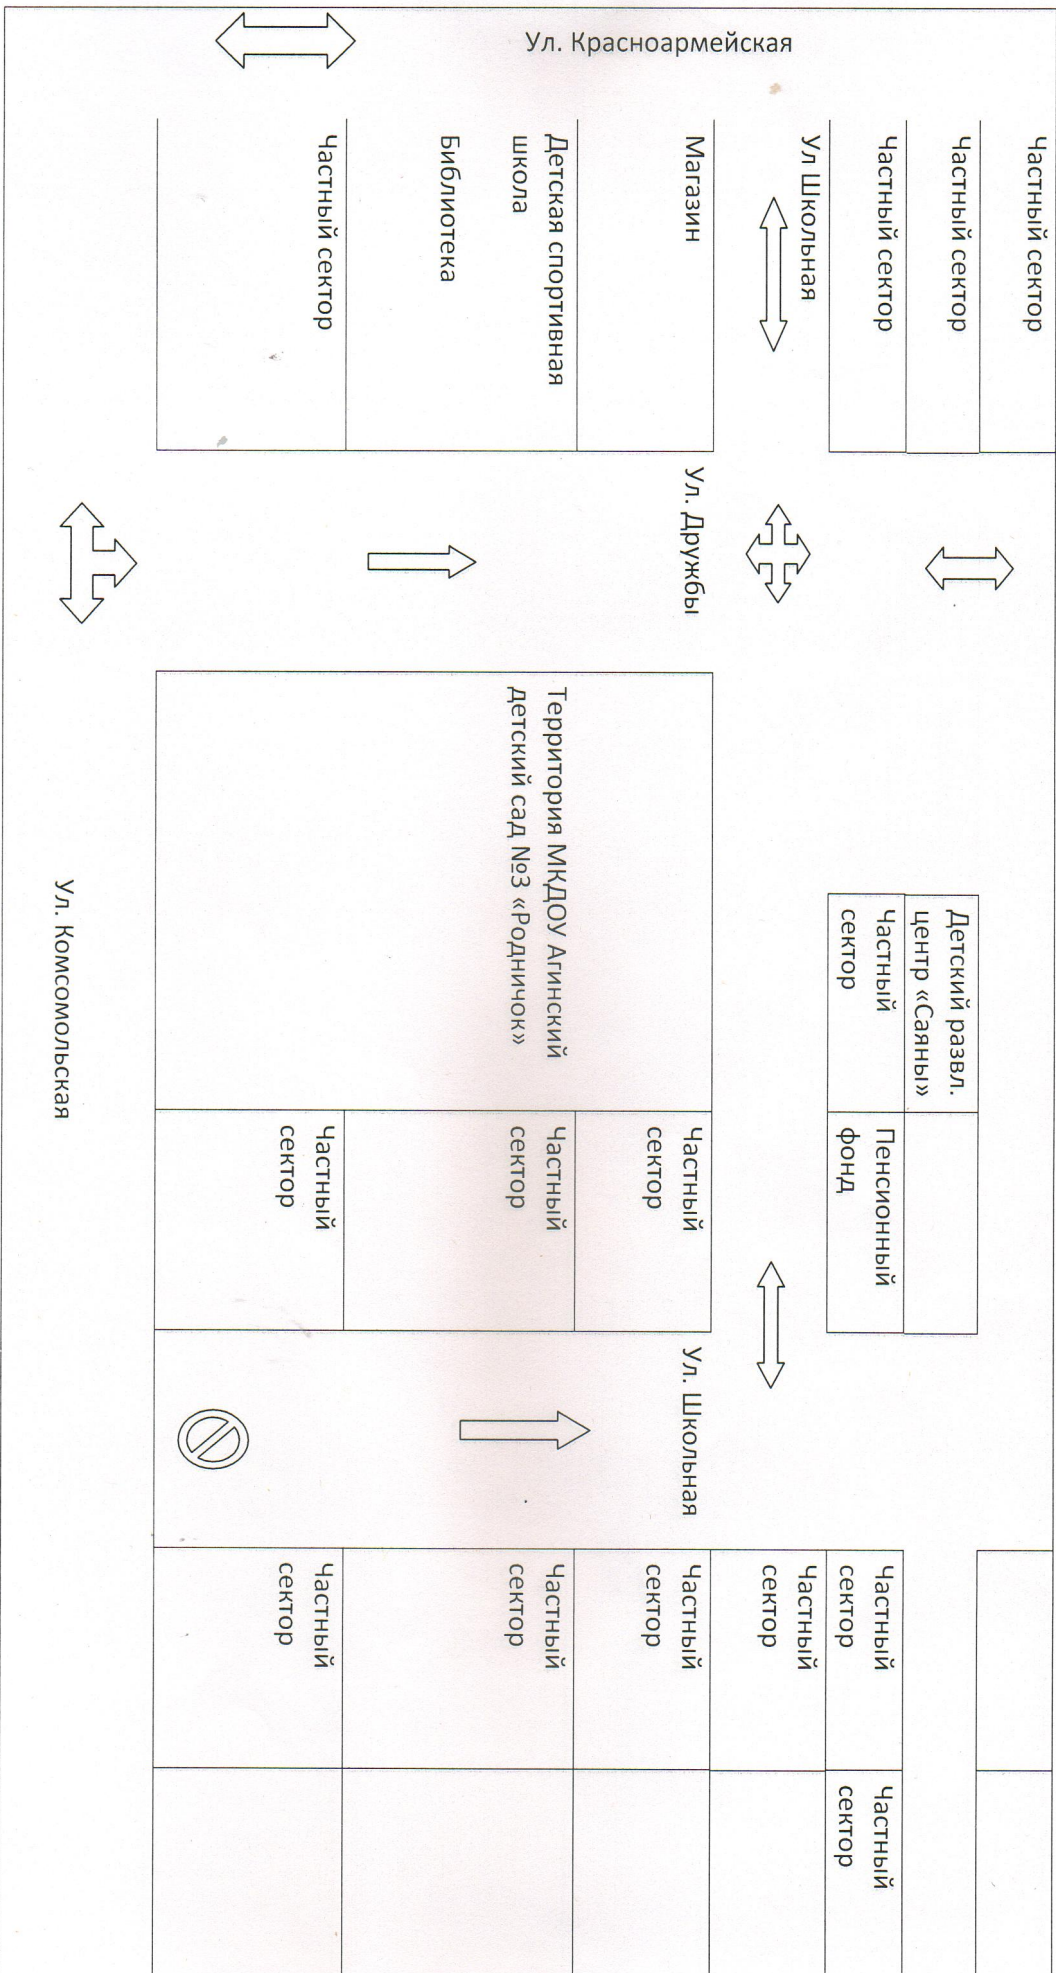 Ул. Красноармейская
Частный сектор
Частный сектор
Частный сектор
Ул Школьная
Магазин
Детская спортивная
школа
Библиотека
Частный сектор
Ул. Дружбы
Детский развл.
центр «Саяны»
Частный
сектор
Пенсионный
фонд
Территория МКДОУ Агинский
детский сад №3 «Родничок»
Частный
сектор
Частный
сектор
Частный
сектор
Ул. Школьная
Частный
сектор
Частный
сектор
Частный
сектор
Частный
сектор
Частный
сектор
Частный
сектор
Ул. Комсомольская